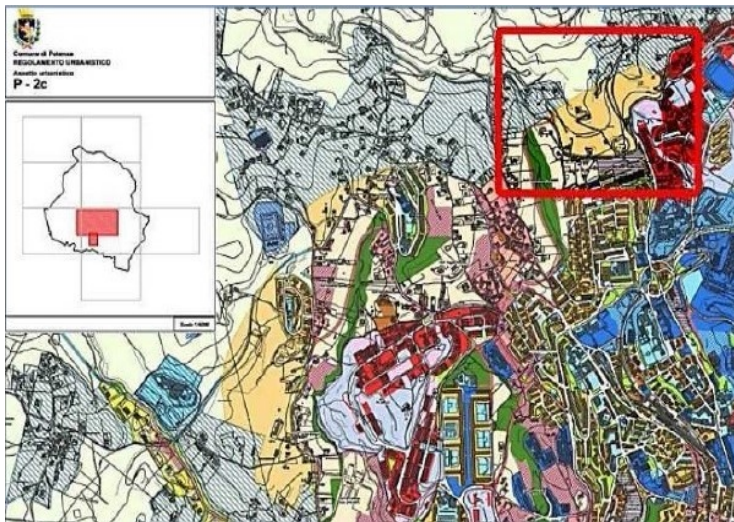 Comune di Potenza
REGOLAMENTO URBANISTICO
Assetto urbanistico
P - 2c